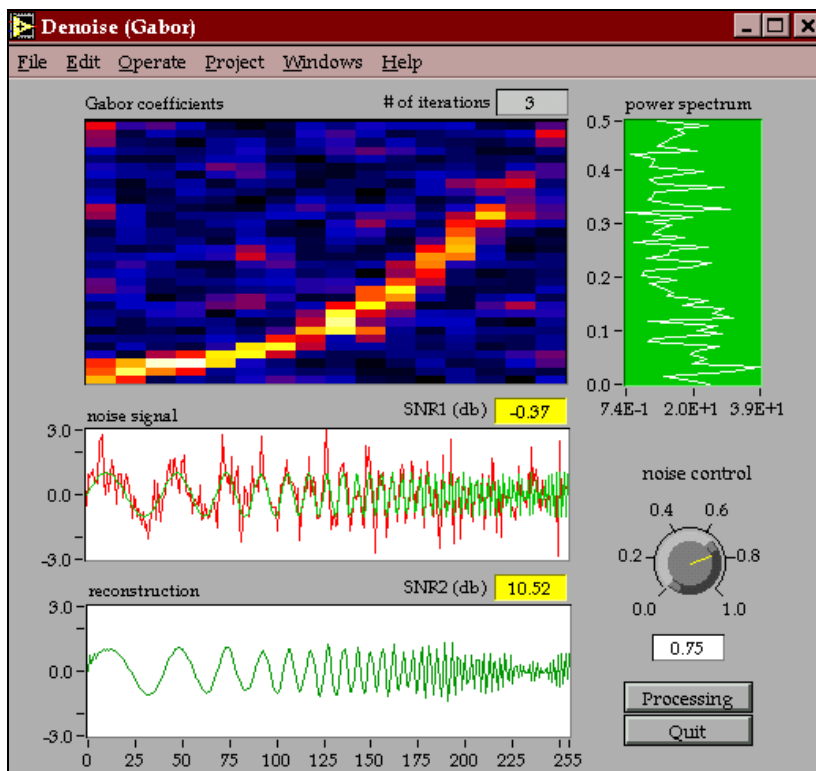 Denoise (Gabor)
File Edit Operate Project Windows Help
Gabor coefficients
# of iterations 3
power spectrum
0.5
0.4
0.3
0.2
0.1
0.0
7.4E-1 2.0E+1 3.9E+1
noise signal
SNR1 (db) -0.37
3.0
0.0
-3.0
noise control
0.0 0.2 0.4 0.6 0.8 1.0
0.75
reconstruction
SNR2 (db) 10.52
3.0
0.0
-3.0
0 25 50 75 100 125 150 175 200 225 255
Processing
Quit